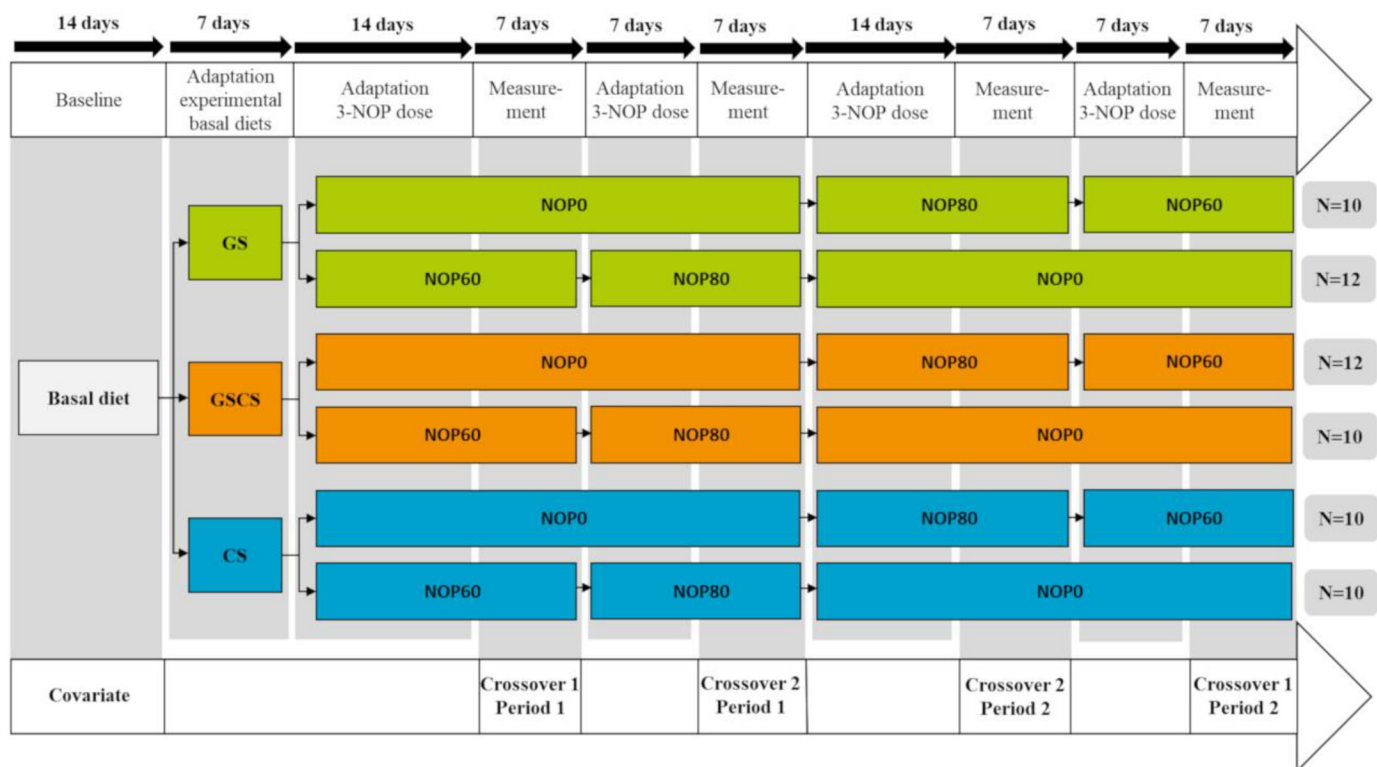 14 days
7 days
14 days
7 days
7 days
7 days
14 days
7 days
7 days
7 days
Baseline
Adaptation
experimental
basal diets
Adaptation
3-NOP dose
Measure-
ment
Adaptation
3-NOP dose
Measure-
ment
Adaptation
3-NOP dose
Measure-
ment
Adaptation
3-NOP dose
Measure-
ment
Basal diet
GS
NOP0
NOP80
NOP60
N=10
NOP60
NOP80
NOP0
N=12
GSCS
NOP0
NOP80
NOP60
N=12
NOP60
NOP80
NOP0
N=10
CS
NOP0
NOP80
NOP60
N=10
NOP60
NOP80
NOP0
N=10
Covariate
Crossover 1
Period 1
Crossover 2
Period 1
Crossover 2
Period 2
Crossover 1
Period 2